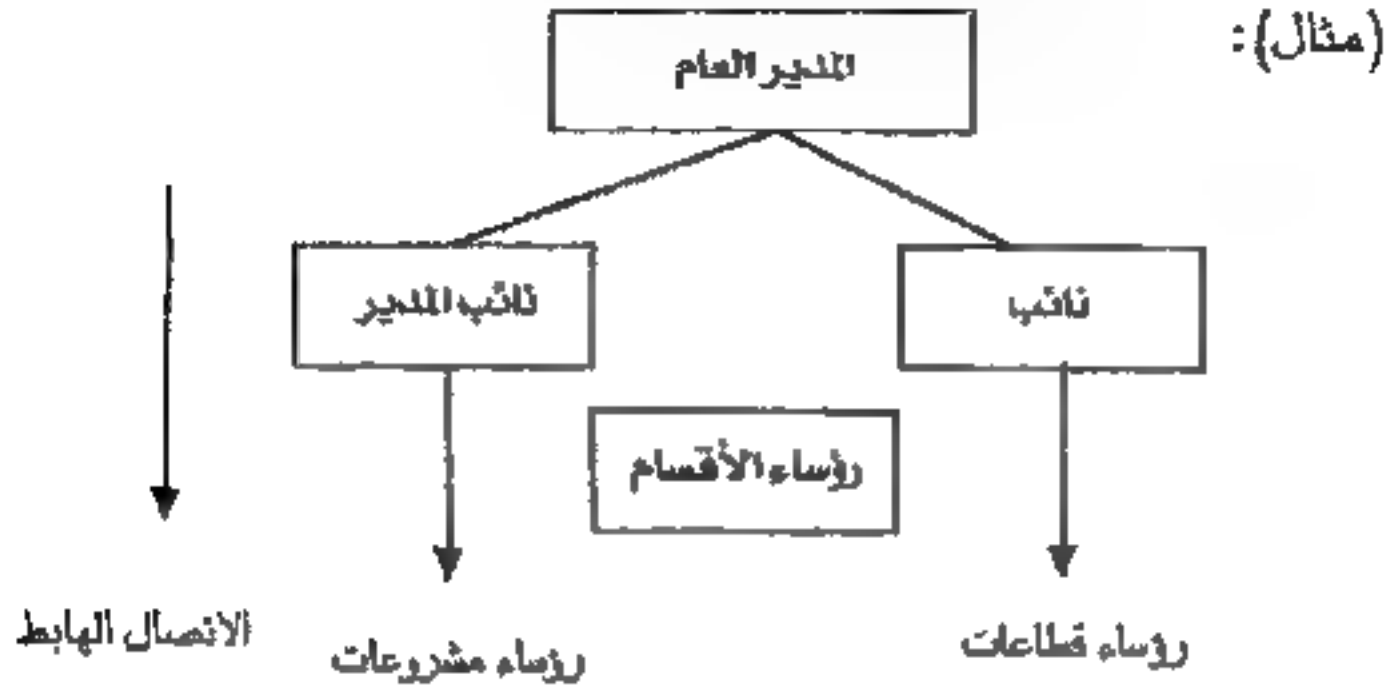 (مثال):
المدير العام
نائب
نائب المدير
رؤساء الأقسام
رؤساء قطاعات
رؤساء مشروعات
الاتصال الهابط